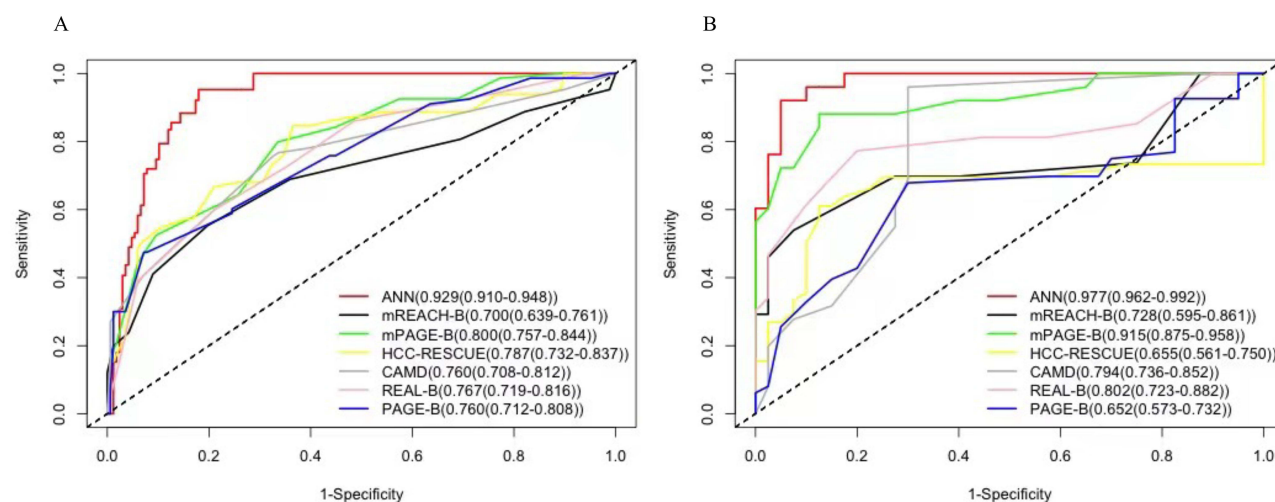 A
Sensitivity
1.0
0.8
0.6
0.4
0.2
0.0
ANN(0.929(0.910-0.948))
mREACH-B(0.700(0.639-0.761))
mPAGE-B(0.800(0.757-0.844))
HCC-RESCUE(0.787(0.732-0.837))
CAMD(0.760(0.708-0.812))
REAL-B(0.767(0.719-0.816))
PAGE-B(0.760(0.712-0.808))
0.0 0.2 0.4 0.6 0.8 1.0
1-Specificity
B
Sensitivity
1.0
0.8
0.6
0.4
0.2
0.0
ANN(0.977(0.962-0.992))
mREACH-B(0.728(0.595-0.861))
mPAGE-B(0.915(0.875-0.958))
HCC-RESCUE(0.655(0.561-0.750))
CAMD(0.794(0.736-0.852))
REAL-B(0.802(0.723-0.882))
PAGE-B(0.652(0.573-0.732))
0.0 0.2 0.4 0.6 0.8 1.0
1-Specificity